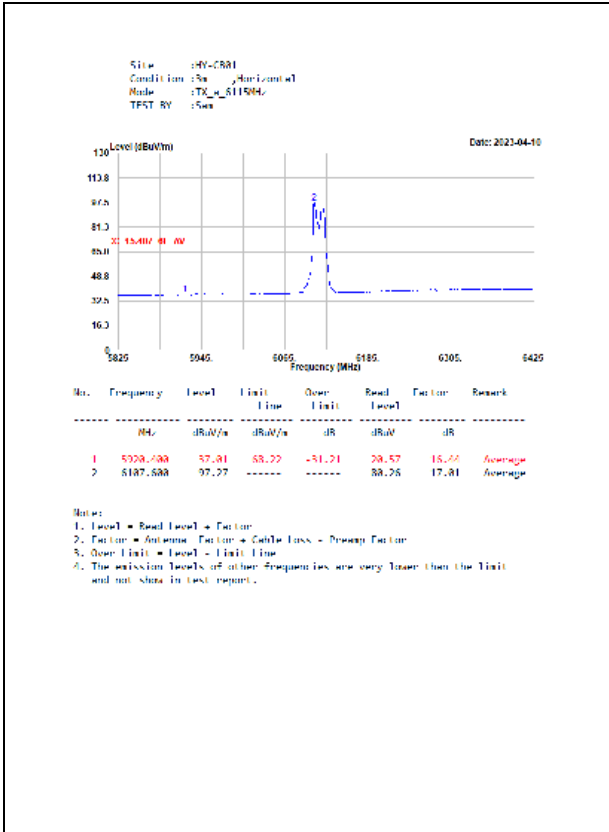 Site :HY-CB01
Condition :3m ,Horizontal
Mode :TX_a_6115MHz
TEST BY :Sam
Level (dBuV/m)
Date: 2023-04-10
130
113.8
97.5
81.3
65.0
48.8
32.5
16.3
0
2
1
5825
5945.
6065.
6185.
6305.
6425
Frequency (MHz)
No. Frequency Level Limit Over Read Factor Remark
Line Limit Level
MHz dBuV/m dBuV/m dB dBuV dB
1 5920.400 37.01 68.22 -31.21 20.57 16.44 Average
2 6107.600 97.27 ------ ------ 80.26 17.01 Average
Note:
1. Level = Read Level + Factor
2. Factor = Antenna Factor + Cable Loss - Preamp Factor
3. Over Limit = Level - Limit Line
4. The emission levels of other frequencies are very lower than the limit
and not show in test report.